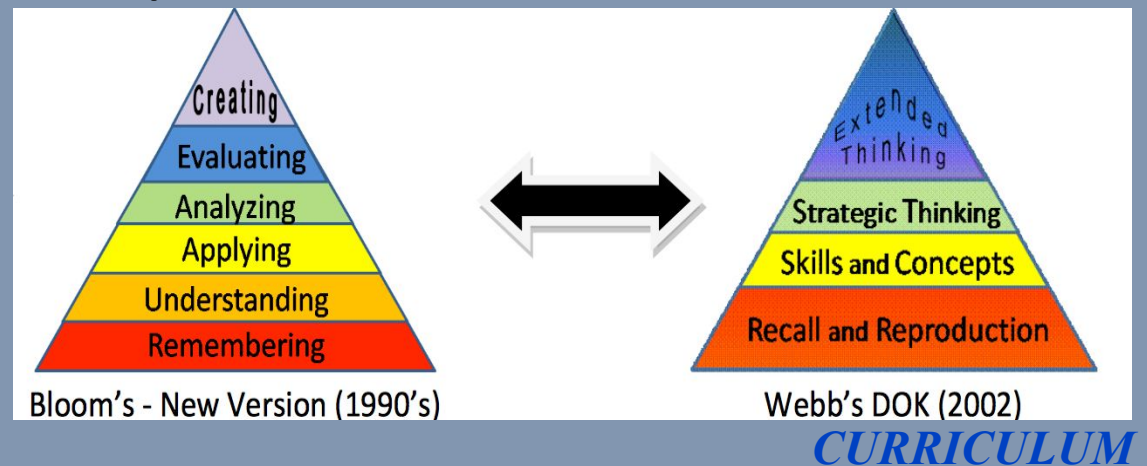 Creating
Evaluating
Analyzing
Applying
Understanding
Remembering
Bloom's - New Version (1990's)
Extended
Thinking
Strategic Thinking
Skills and Concepts
Recall and Reproduction
Webb's DOK (2002)
CURRICULUM